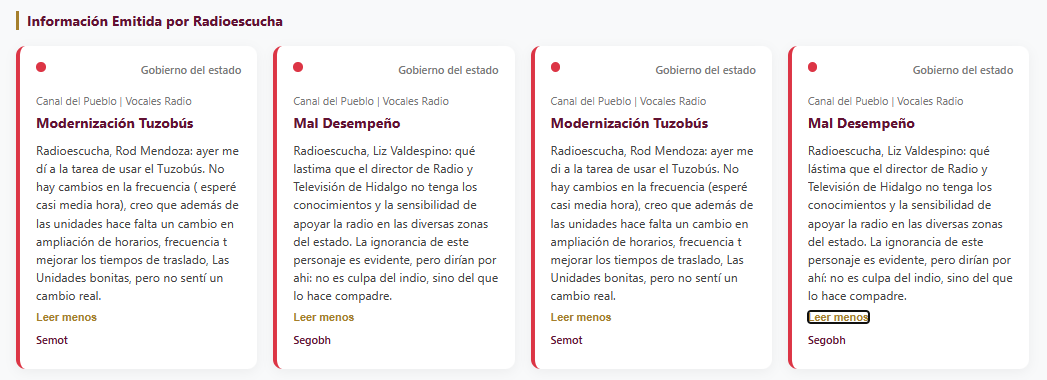 Información Emitida por Radioescucha
Gobierno del estado
Canal del Pueblo | Vocales Radio
Modernización Tuzobús
Radioescucha, Rod Mendoza: ayer me
dí a la tarea de usar el Tuzobús. No
hay cambios en la frecuencia ( esperé
casi media hora), creo que además de
las unidades hace falta un cambio en
ampliación de horarios, frecuencia t
mejorar los tiempos de traslado, Las
Unidades bonitas, pero no sentí un
cambio real.
Leer menos
Semot
Gobierno del estado
Canal del Pueblo | Vocales Radio
Mal Desempeño
Radioescucha, Liz Valdespino: qué
lastima que el director de Radio y
Televisión de Hidalgo no tenga los
conocimientos y la sensibilidad de
apoyar la radio en las diversas zonas
del estado. La ignorancia de este
personaje es evidente, pero dirían por
ahi: no es culpa del indio, sino del que
lo hace compadre.
Leer menos
Segobh
Gobierno del estado
Canal del Pueblo | Vocales Radio
Modernización Tuzobús
Radioescucha, Rod Mendoza: ayer me
dí a la tarea de usar el Tuzobús. No
hay cambios en la frecuencia (esperé
casi media hora), creo que además de
las unidades hace falta un cambio en
ampliación de horarios, frecuencia t
mejorar los tiempos de traslado, Las
Unidades bonitas, pero no sentí un
cambio real.
Leer menos
Semot
Gobierno del estado
Canal del Pueblo | Vocales Radio
Mal Desempeño
Radioescucha, Liz Valdespino: qué
lástima que el director de Radio y
Televisión de Hidalgo no tenga los
conocimientos y la sensibilidad de
apoyar la radio en las diversas zonas
del estado. La ignorancia de este
personaje es evidente, pero dirían por
ahí: no es culpa del indio, sino del que
lo hace compadre.
Leer menos
Segobh